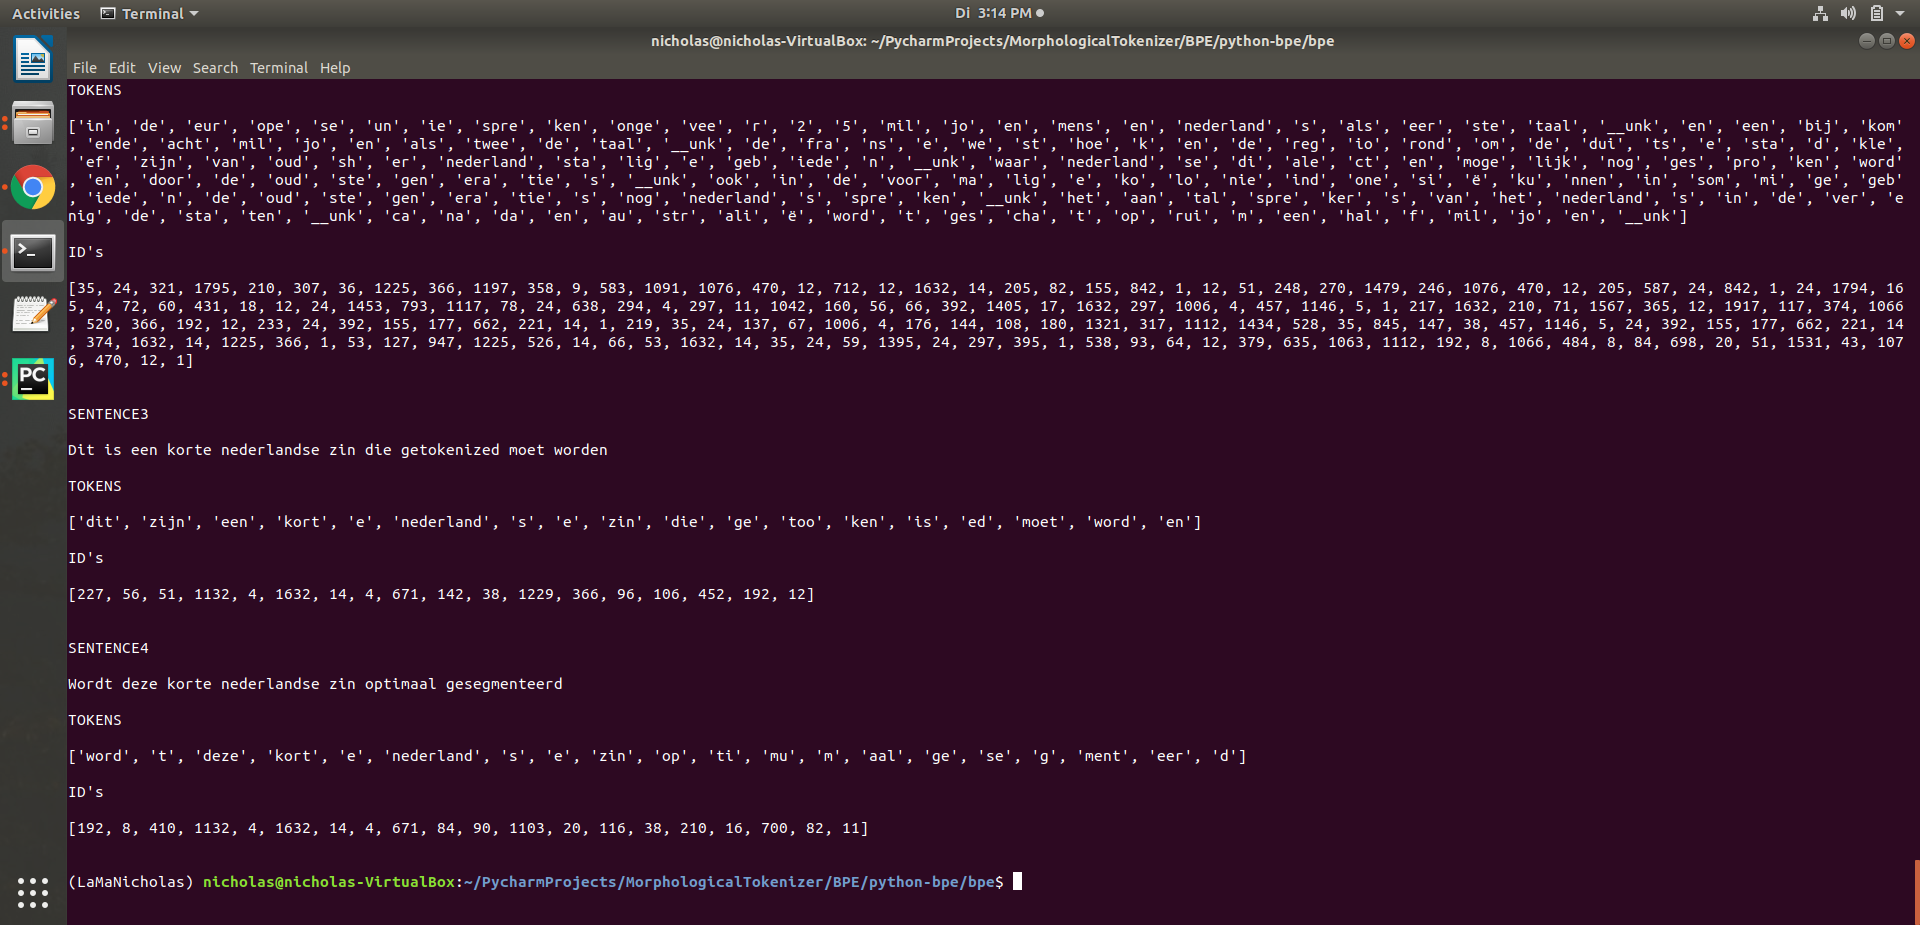 Activities Terminal Di 3:14 PM
nicholas@nicholas-VirtualBox: ~/PycharmProjects/MorphologicalTokenizer/BPE/python-bpe/bpe
File Edit View Search Terminal Help
TOKENS
['in', 'de', 'eur', 'ope', 'se', 'un', 'ie', 'spre', 'ken', 'onge', 'vee', 'r', '2', '5', 'mil', 'jo', 'en', 'mens', 'en', 'nederland', 's', 'als', 'eer', 'ste', 'taal', '__unk', 'en', 'een', 'bij', 'kom'
, 'ende', 'acht', 'mil', 'jo', 'en', 'als', 'twee', 'de', 'taal', '__unk', 'de', 'fra', 'ns', 'e', 'we', 'st', 'hoe', 'k', 'en', 'de', 'reg', 'io', 'rond', 'om', 'de', 'dui', 'ts', 'e', 'sta', 'd', 'kle',
 'ef', 'zijn', 'van', 'oud', 'sh', 'er', 'nederland', 'sta', 'lig', 'e', 'geb', 'iede', 'n', '__unk', 'waar', 'nederland', 'se', 'di', 'ale', 'ct', 'en', 'moge', 'lijk', 'nog', 'ges', 'pro', 'ken', 'word'
, 'en', 'door', 'de', 'oud', 'ste', 'gen', 'era', 'tie', 's', '__unk', 'ook', 'in', 'de', 'voor', 'ma', 'lig', 'e', 'ko', 'lo', 'nie', 'ind', 'one', 'si', 'ë', 'ku', 'nnen', 'in', 'som', 'mi', 'ge', 'geb'
, 'iede', 'n', 'de', 'oud', 'ste', 'gen', 'era', 'tie', 's', 'nog', 'nederland', 's', 'spre', 'ken', '__unk', 'het', 'aan', 'tal', 'spre', 'ker', 's', 'van', 'het', 'nederland', 's', 'in', 'de', 'ver', 'e
nig', 'de', 'sta', 'ten', '__unk', 'ca', 'na', 'da', 'en', 'au', 'str', 'ali', 'ë', 'word', 't', 'ges', 'cha', 't', 'op', 'rui', 'm', 'een', 'hal', 'f', 'mil', 'jo', 'en', '__unk']
ID's
[35, 24, 321, 1795, 210, 307, 36, 1225, 366, 1197, 358, 9, 583, 1091, 1076, 470, 12, 712, 12, 1632, 14, 205, 82, 155, 842, 1, 12, 51, 248, 270, 1479, 246, 1076, 470, 12, 205, 587, 24, 842, 1, 24, 1794, 16
5, 4, 72, 60, 431, 18, 12, 24, 1453, 793, 1117, 78, 24, 638, 294, 4, 297, 11, 1042, 160, 56, 66, 392, 1405, 17, 1632, 297, 1006, 4, 457, 1146, 5, 1, 217, 1632, 210, 71, 1567, 365, 12, 1917, 117, 374, 1066
, 520, 366, 192, 12, 233, 24, 392, 155, 177, 662, 221, 14, 1, 219, 35, 24, 137, 67, 1006, 4, 176, 144, 108, 180, 1321, 317, 1112, 1434, 528, 35, 845, 147, 38, 457, 1146, 5, 24, 392, 155, 177, 662, 221, 14
, 374, 1632, 14, 1225, 366, 1, 53, 127, 947, 1225, 526, 14, 66, 53, 1632, 14, 35, 24, 59, 1395, 24, 297, 395, 1, 538, 93, 64, 12, 379, 635, 1063, 1112, 192, 8, 1066, 484, 8, 84, 698, 20, 51, 1531, 43, 107
6, 470, 12, 1]
SENTENCE3
Dit is een korte nederlandse zin die getokenized moet worden
TOKENS
['dit', 'zijn', 'een', 'kort', 'e', 'nederland', 's', 'e', 'zin', 'die', 'ge', 'too', 'ken', 'is', 'ed', 'moet', 'word', 'en']
ID's
[227, 56, 51, 1132, 4, 1632, 14, 4, 671, 142, 38, 1229, 366, 96, 106, 452, 192, 12]
SENTENCE4
Wordt deze korte nederlandse zin optimaal gesegmenteerd
TOKENS
['word', 't', 'deze', 'kort', 'e', 'nederland', 's', 'e', 'zin', 'op', 'ti', 'mu', 'm', 'aal', 'ge', 'se', 'g', 'ment', 'eer', 'd']
ID's
[192, 8, 410, 1132, 4, 1632, 14, 4, 671, 84, 90, 1103, 20, 116, 38, 210, 16, 700, 82, 11]
(LaMaNicholas) nicholas@nicholas-VirtualBox:~/PycharmProjects/MorphologicalTokenizer/BPE/python-bpe/bpe$
PC